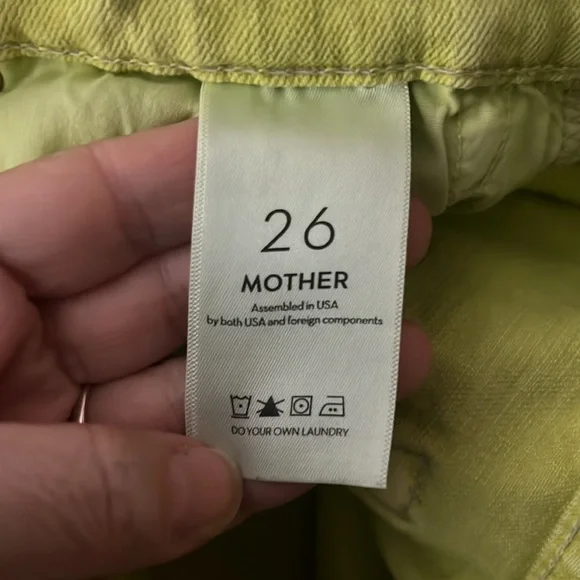 26
MOTHER
Assembled in USA
by both USA and foreign components
DO YOUR OWN LAUNDRY